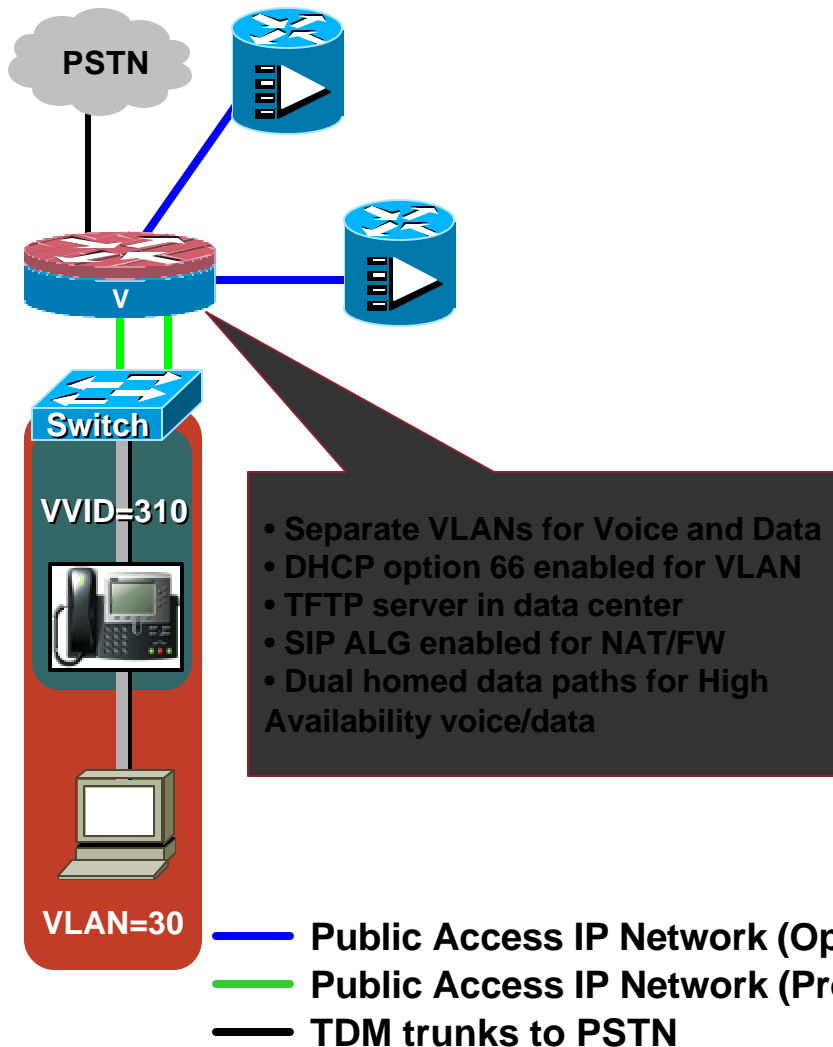 PSTN
V
Switch
VVID=310
• Separate VLANs for Voice and Data
• DHCP option 66 enabled for VLAN
• TFTP server in data center
• SIP ALG enabled for NAT/FW
• Dual homed data paths for High
Availability voice/data
VLAN=30
Public Access IP Network (Op
Public Access IP Network (Pr
TDM trunks to PSTN